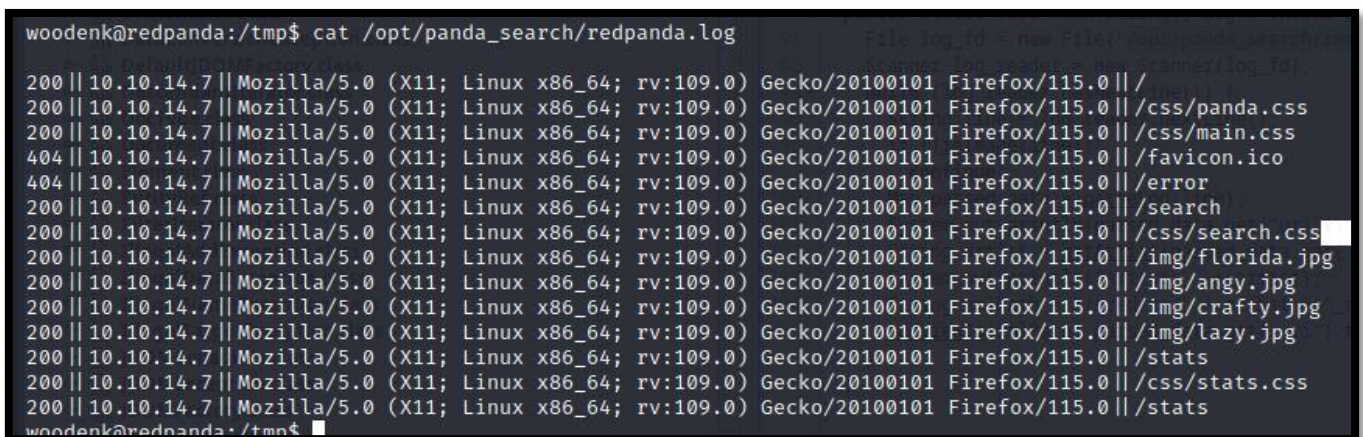 woodenk@redpanda:/tmp$ cat /opt/panda_search/redpanda.log
200||10.10.14.7||Mozilla/5.0 (X11; Linux x86_64; rv:109.0) Gecko/20100101 Firefox/115.0||/
200||10.10.14.7||Mozilla/5.0 (X11; Linux x86_64; rv:109.0) Gecko/20100101 Firefox/115.0||/css/panda.css
200||10.10.14.7||Mozilla/5.0 (X11; Linux x86_64; rv:109.0) Gecko/20100101 Firefox/115.0||/css/main.css
404||10.10.14.7||Mozilla/5.0 (X11; Linux x86_64; rv:109.0) Gecko/20100101 Firefox/115.0||/favicon.ico
404||10.10.14.7||Mozilla/5.0 (X11; Linux x86_64; rv:109.0) Gecko/20100101 Firefox/115.0||/error
200||10.10.14.7||Mozilla/5.0 (X11; Linux x86_64; rv:109.0) Gecko/20100101 Firefox/115.0||/search
200||10.10.14.7||Mozilla/5.0 (X11; Linux x86_64; rv:109.0) Gecko/20100101 Firefox/115.0||/css/search.css
200||10.10.14.7||Mozilla/5.0 (X11; Linux x86_64; rv:109.0) Gecko/20100101 Firefox/115.0||/img/florida.jpg
200||10.10.14.7||Mozilla/5.0 (X11; Linux x86_64; rv:109.0) Gecko/20100101 Firefox/115.0||/img/angy.jpg
200||10.10.14.7||Mozilla/5.0 (X11; Linux x86_64; rv:109.0) Gecko/20100101 Firefox/115.0||/img/crafty.jpg
200||10.10.14.7||Mozilla/5.0 (X11; Linux x86_64; rv:109.0) Gecko/20100101 Firefox/115.0||/img/lazy.jpg
200||10.10.14.7||Mozilla/5.0 (X11; Linux x86_64; rv:109.0) Gecko/20100101 Firefox/115.0||/stats
200||10.10.14.7||Mozilla/5.0 (X11; Linux x86_64; rv:109.0) Gecko/20100101 Firefox/115.0||/css/stats.css
200||10.10.14.7||Mozilla/5.0 (X11; Linux x86_64; rv:109.0) Gecko/20100101 Firefox/115.0||/stats
woodenk@redpanda:/tmp$